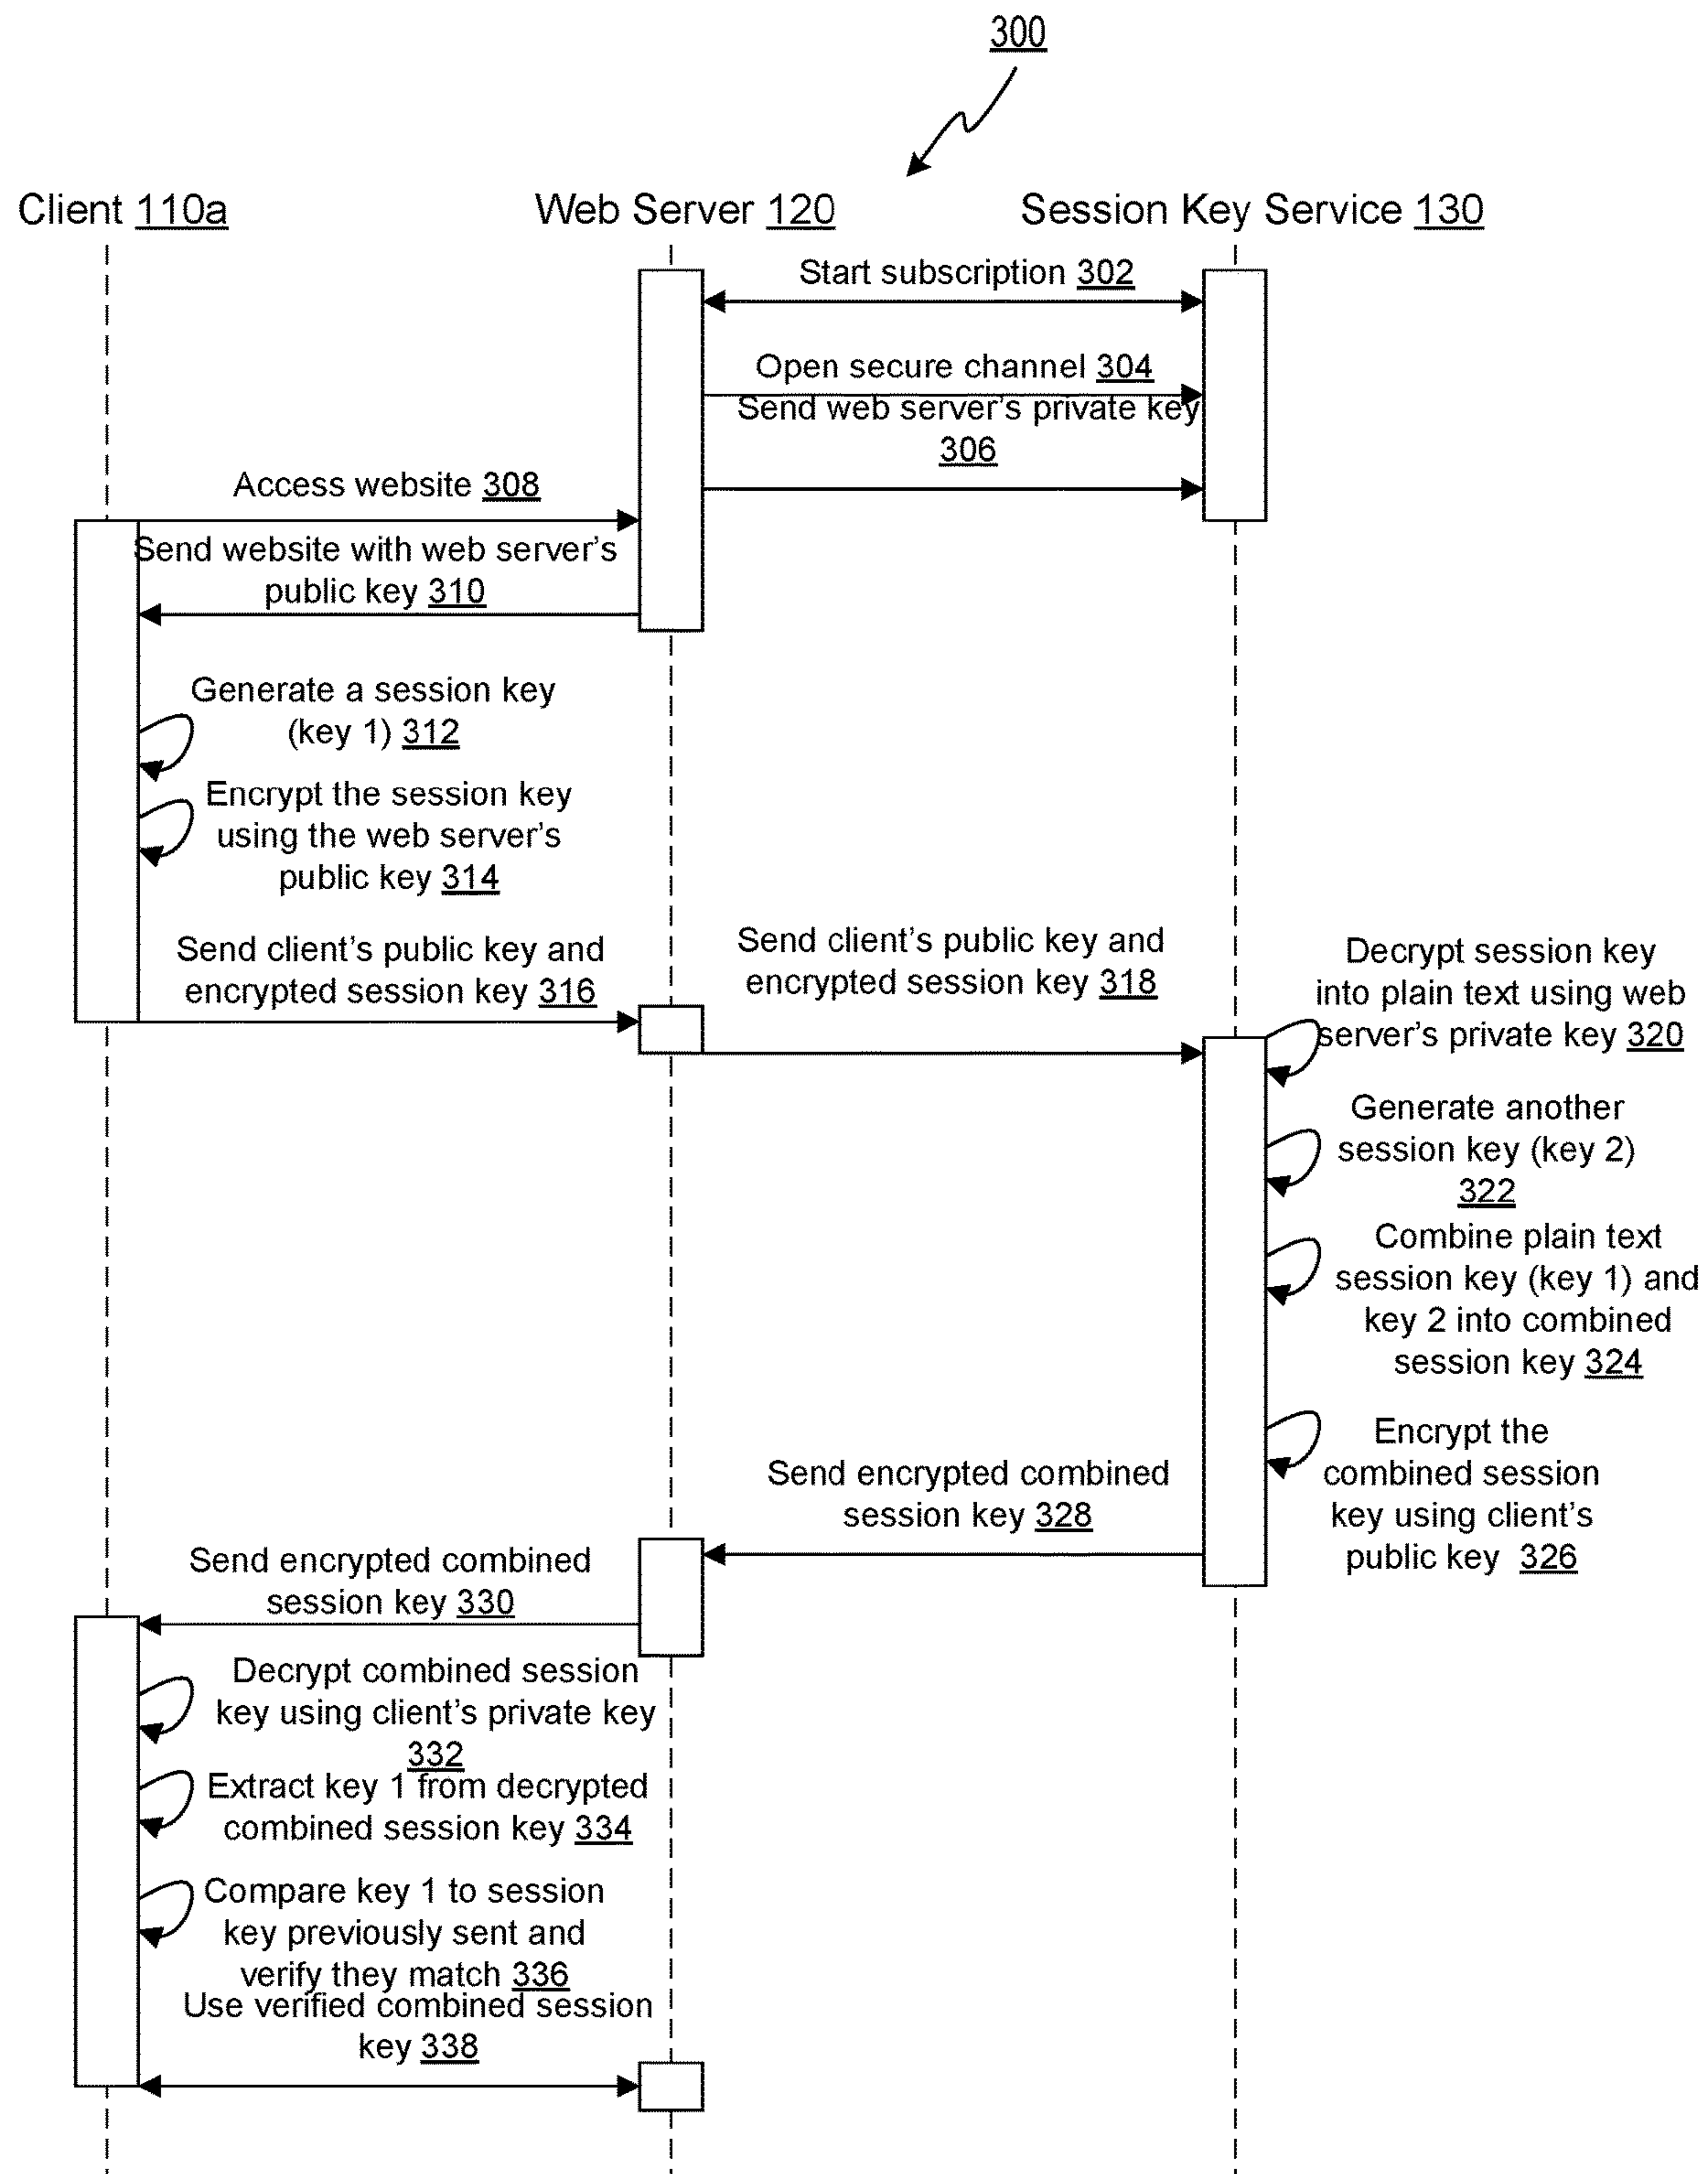 300
Client 110a
Web Server 120
Session Key Service 130
Start subscription 302
Open secure channel 304
Send web server's private key
306
Access website 308
Send website with web server's
public key 310
Generate a session key
(key 1) 312
Encrypt the session key
using the web server's
public key 314
Send client's public key and
encrypted session key 316
Send client's public key and
encrypted session key 318
Decrypt session key
into plain text using web
server's private key 320
Generate another
session key (key 2)
322
Combine plain text
session key (key 1) and
key 2 into combined
session key 324
Encrypt the
combined session
key using client's
public key 326
Send encrypted combined
session key 328
Send encrypted combined
session key 330
Decrypt combined session
key using client's private key
332
Extract key 1 from decrypted
combined session key 334
Compare key 1 to session
key previously sent and
verify they match 336
Use verified combined session
key 338